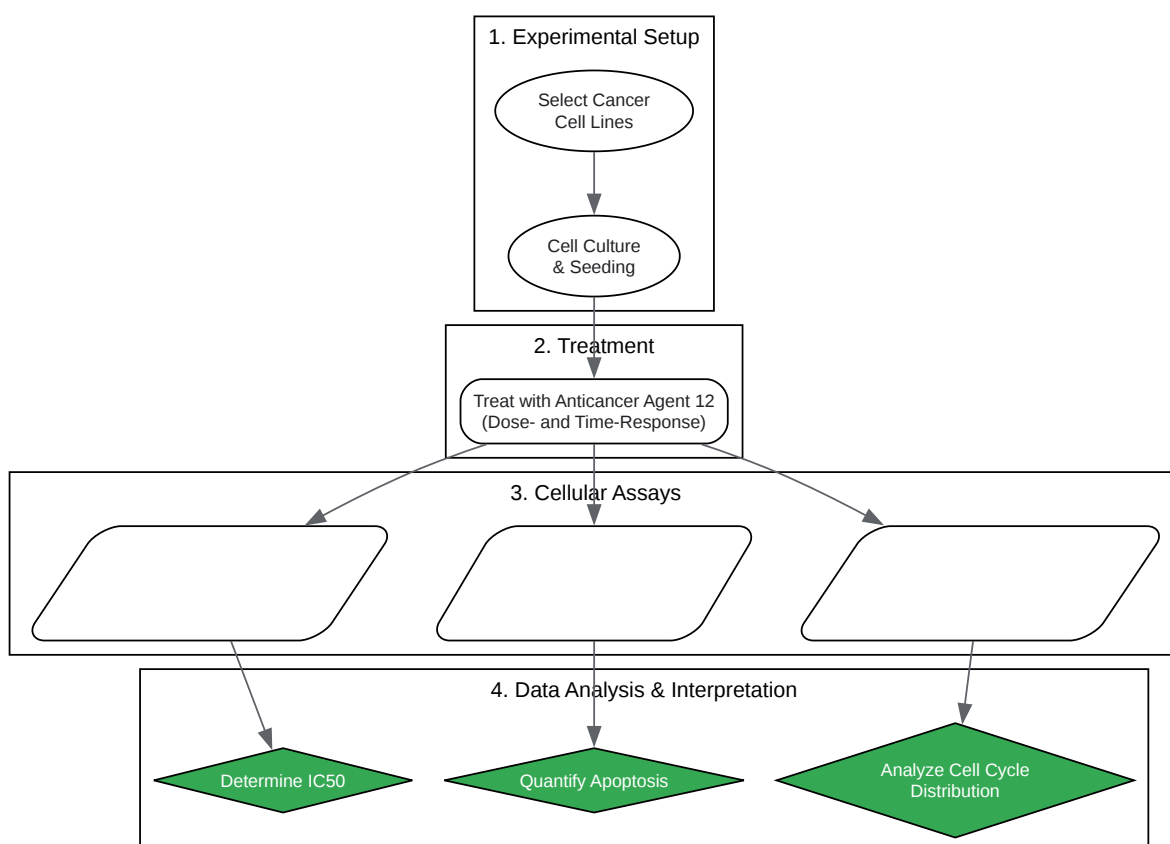 1. Experimental Setup
Select Cancer
Cell Lines
Cell Culture
& Seeding
2. Treatment
Treat with Anticancer Agent 12
(Dose- and Time-Response)
3. Cellular Assays
4. Data Analysis & Interpretation
Determine IC50
Quantify Apoptosis
Analyze Cell Cycle
Distribution